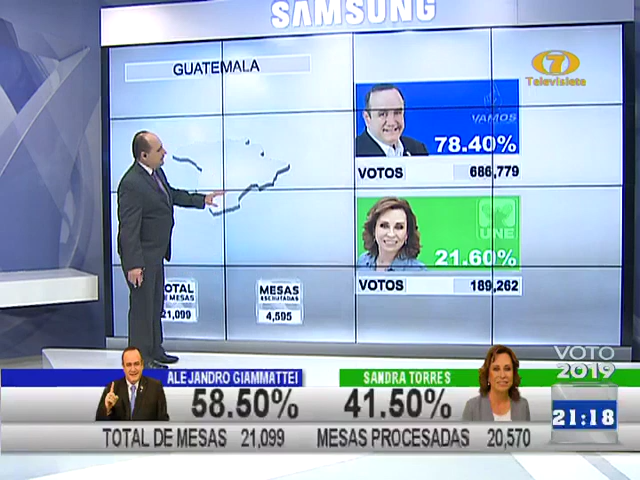 SAMSUNG
GUATEMALA
7
Televisiete
VAMOS
78.40%
VOTOS 686,779
UNE
21.60%
VOTOS 189,262
TOTAL
DE MESAS
21,099
MESAS
ESCRUTADAS
4,595
ALEJANDRO GIAMMATTEI
58.50%
SANDRA TORRES
41.50%
TOTAL DE MESAS 21,099
MESAS PROCESADAS 20,570
VOTO
2019
21:18